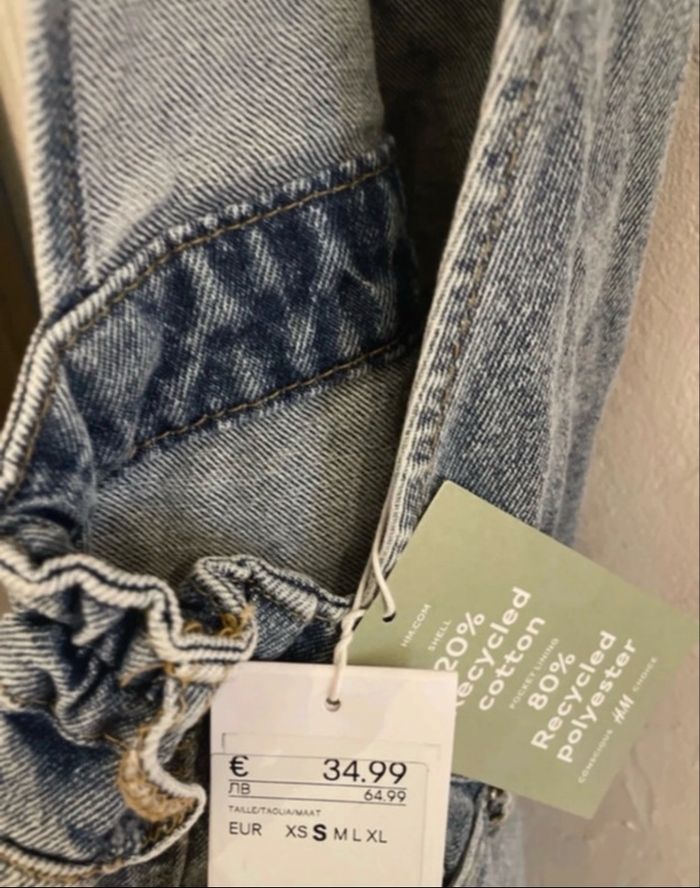 HM.COM
SHELL
20%
Recycled
cotton
POCKET LINING
80%
Recycled
polyester
CONSCIOUS H&M CHOICE
€ 34.99
ЛВ 64.99
TAILLE/TAGLIA/MAAT
EUR XS S M L XL